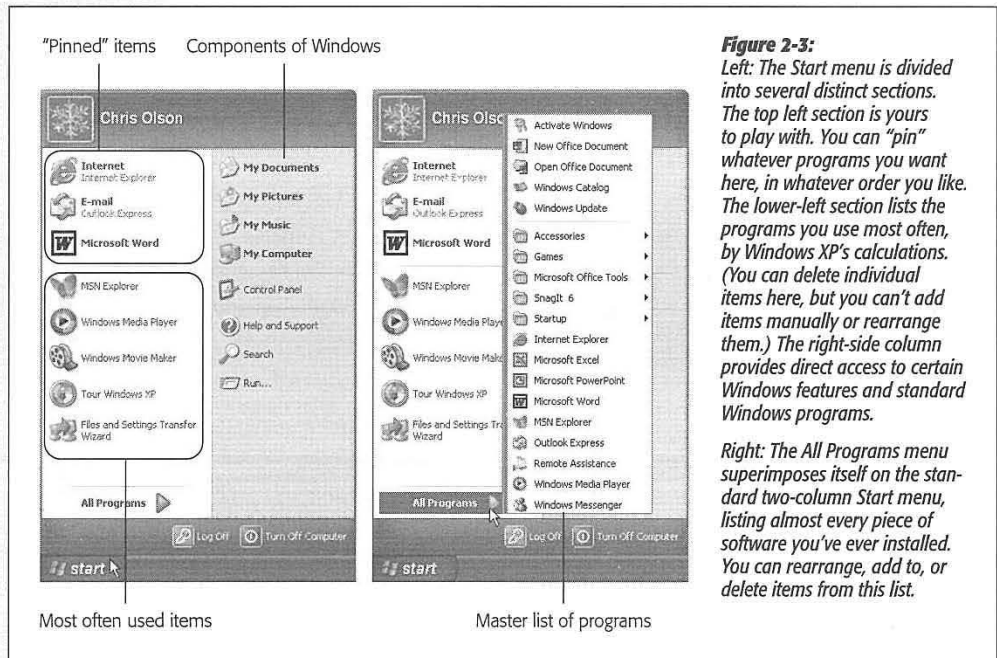 "Pinned" items
Components of Windows
Chris Olson
Internet
Internet Explorer
E-mail
Outlook Express
Microsoft Word
MSN Explorer
Windows Media Player
Windows Movie Maker
Tour Windows XP
Files and Settings Transfer
Wizard
All Programs
My Documents
My Pictures
My Music
My Computer
Control Panel
Help and Support
Search
Run...
Log Off
Turn Off Computer
start
Most often used items
Chris Olso
Internet
Internet Explorer
E-mail
Outlook Express
Microsoft Word
MSN Explorer
Windows Media Playe
Windows Movie Make
Tour Windows XP
Files and Settings Tra
Wizard
All Programs
Activate Windows
New Office Document
Open Office Document
Windows Catalog
Windows Update
Accessories
Games
Microsoft Office Tools
SnagIt 6
Startup
Internet Explorer
Microsoft Excel
Microsoft PowerPoint
Microsoft Word
MSN Explorer
Outlook Express
Remote Assistance
Windows Media Player
Windows Messenger
Log Off
Turn Off Computer
start
Master list of programs
Figure 2-3:
Left: The Start menu is divided
into several distinct sections.
The top left section is yours
to play with. You can "pin"
whatever programs you want
here, in whatever order you like.
The lower-left section lists the
programs you use most often,
by Windows XP's calculations.
(You can delete individual
items here, but you can't add
items manually or rearrange
them.) The right-side column
provides direct access to certain
Windows features and standard
Windows programs.
Right: The All Programs menu
superimposes itself on the stan-
dard two-column Start menu,
listing almost every piece of
software you've ever installed.
You can rearrange, add to, or
delete items from this list.